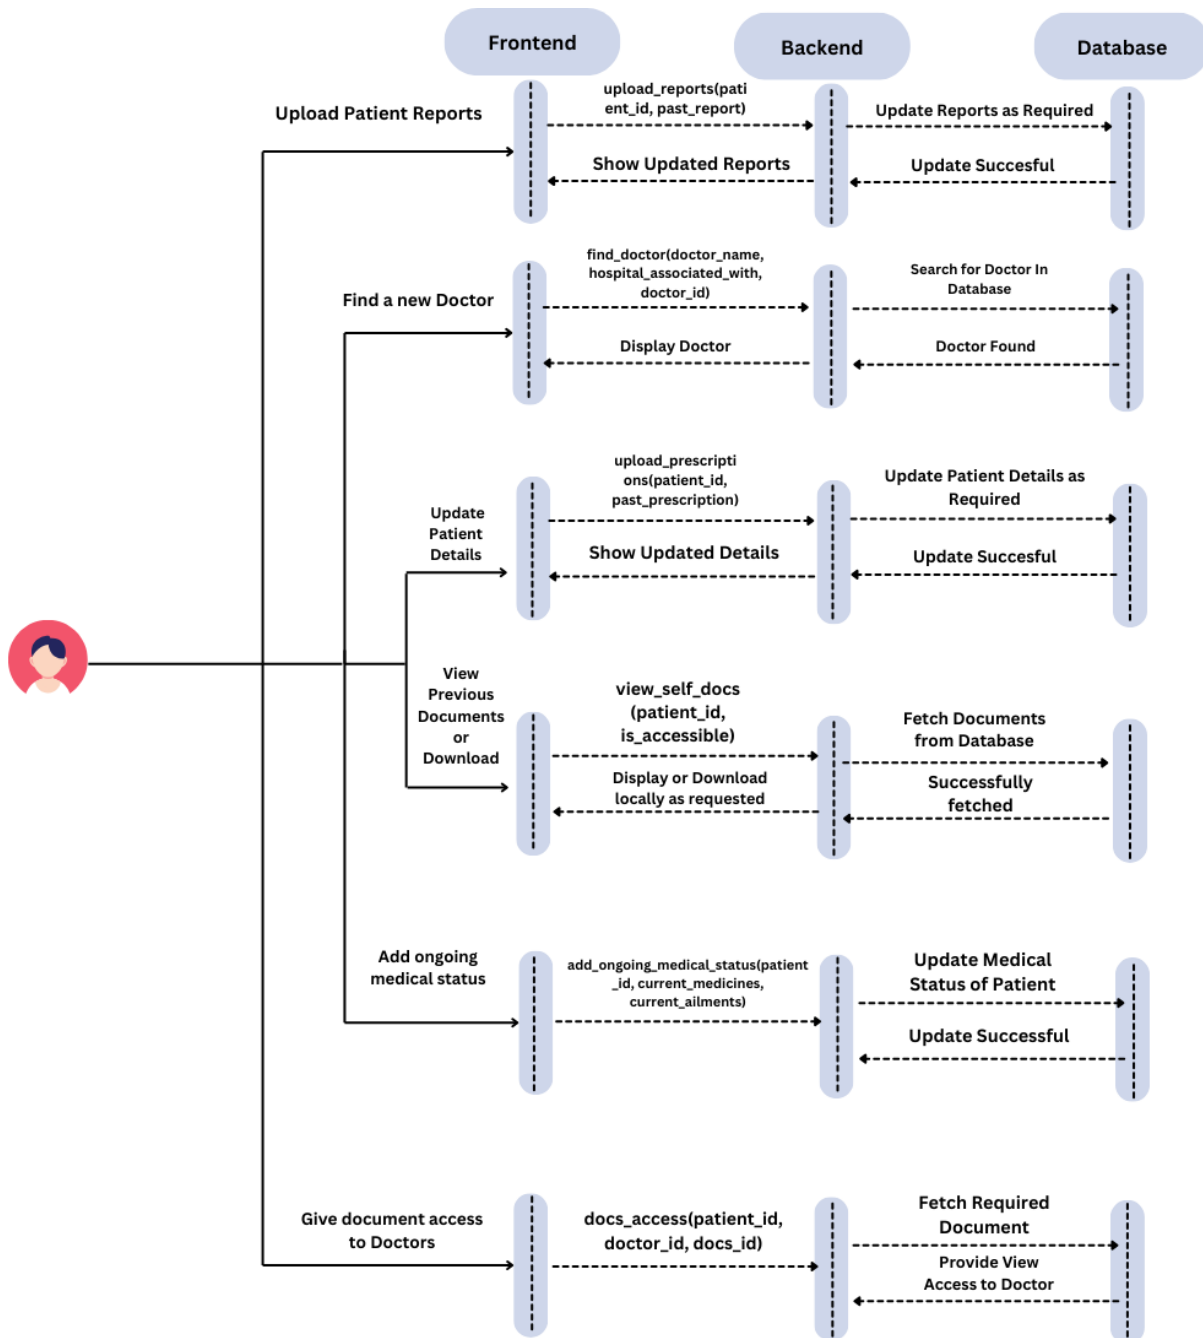 Frontend
Backend
Database
Upload Patient Reports
upload_reports(pati
ent_id, past_report)
Update Reports as Required
Show Updated Reports
Update Succesful
Find a new Doctor
find_doctor(doctor_name,
hospital_associated_with,
doctor_id)
Search for Doctor In
Database
Display Doctor
Doctor Found
Update
Patient
Details
upload_prescripti
ons(patient_id,
past_prescription)
Update Patient Details as
Required
Show Updated Details
Update Succesful
View
Previous
Documents
or
Download
view_self_docs
(patient_id,
is_accessible)
Fetch Documents
from Database
Display or Download
locally as requested
Successfully
fetched
Add ongoing
medical status
add_ongoing_medical_status(patient
_id, current_medicines,
current_ailments)
Update Medical
Status of Patient
Update Successful
Give document access
to Doctors
docs_access(patient_id,
doctor_id, docs_id)
Fetch Required
Document
Provide View
Access to Doctor